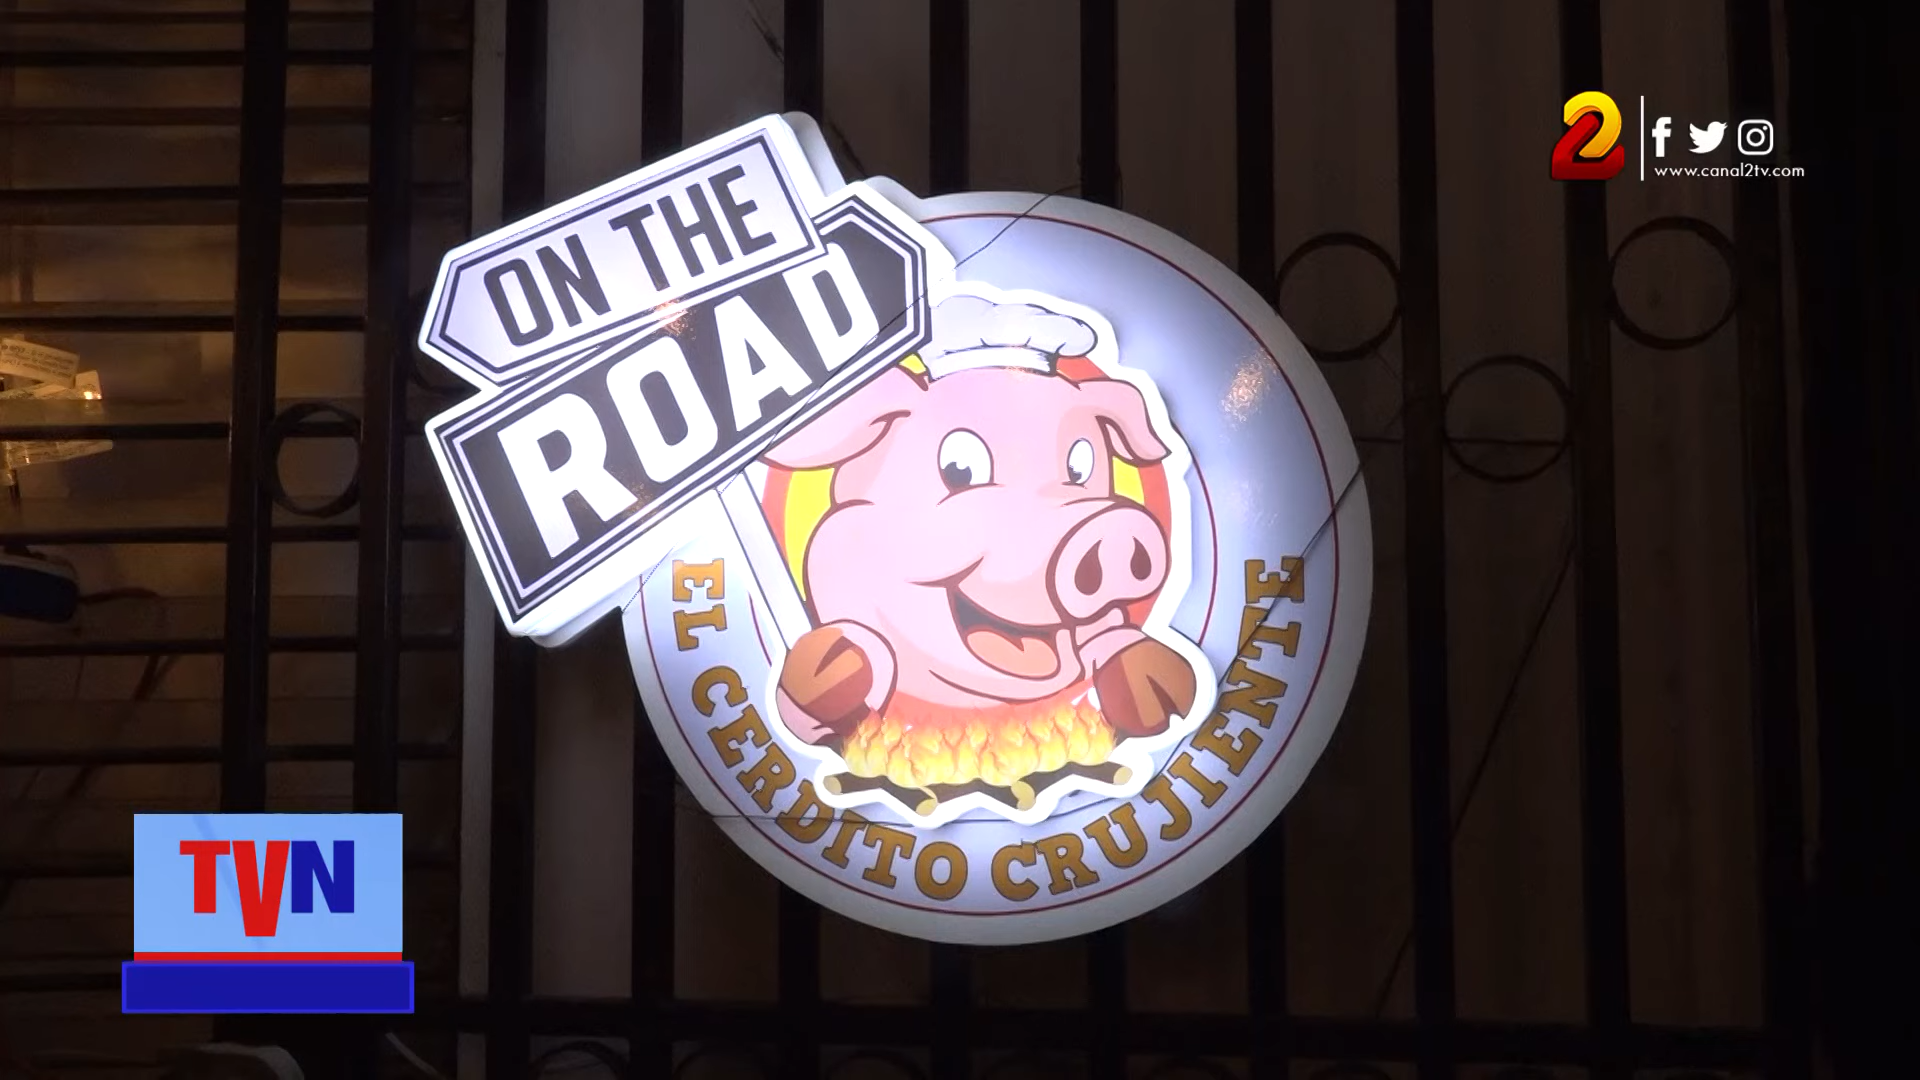 2
www.canal2tv.com
ON THE
ROAD
EL CERDITO CRUJIENTE
TVN